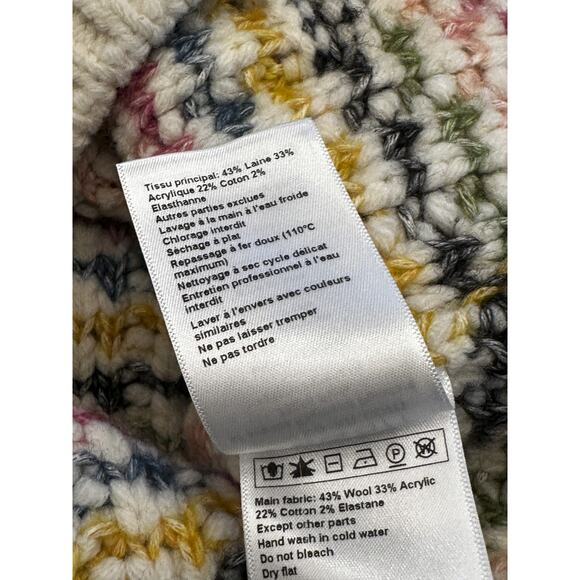 Tissu principal: 43% Laine 33%
Acrylique 22% Coton 2%
Elasthanne
Autres parties exclues
Lavage à la main à l'eau froide
Chlorage interdit
Séchage à plat
Repassage à fer doux (110°C
maximum)
Nettoyage à sec cycle délicat
Entretien professionnel à l'eau
interdit
Laver à l'envers avec couleurs
similaires
Ne pas laisser tremper
Ne pas tordre
P
W
Main fabric: 43% Wool 33% Acrylic
22% Cotton 2% Elastane
Except other parts
Hand wash in cold water
Do not bleach
Dry flat